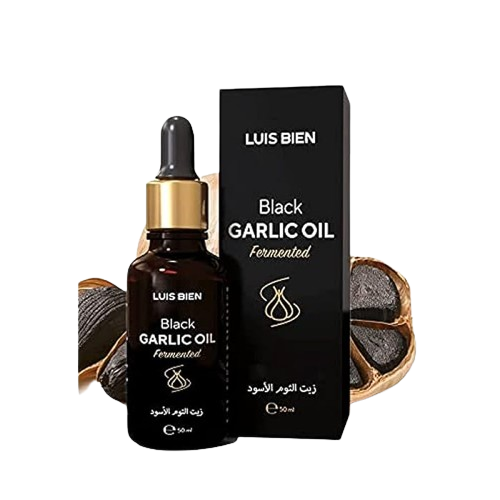 LUIS BIEN
Black
GARLIC OIL
Fermented
زيت الثوم الأسود
℮ 50 ml
LUIS BIEN
Black
GARLIC OIL
Fermented
زيت الثوم الأسود
℮ 50 ml